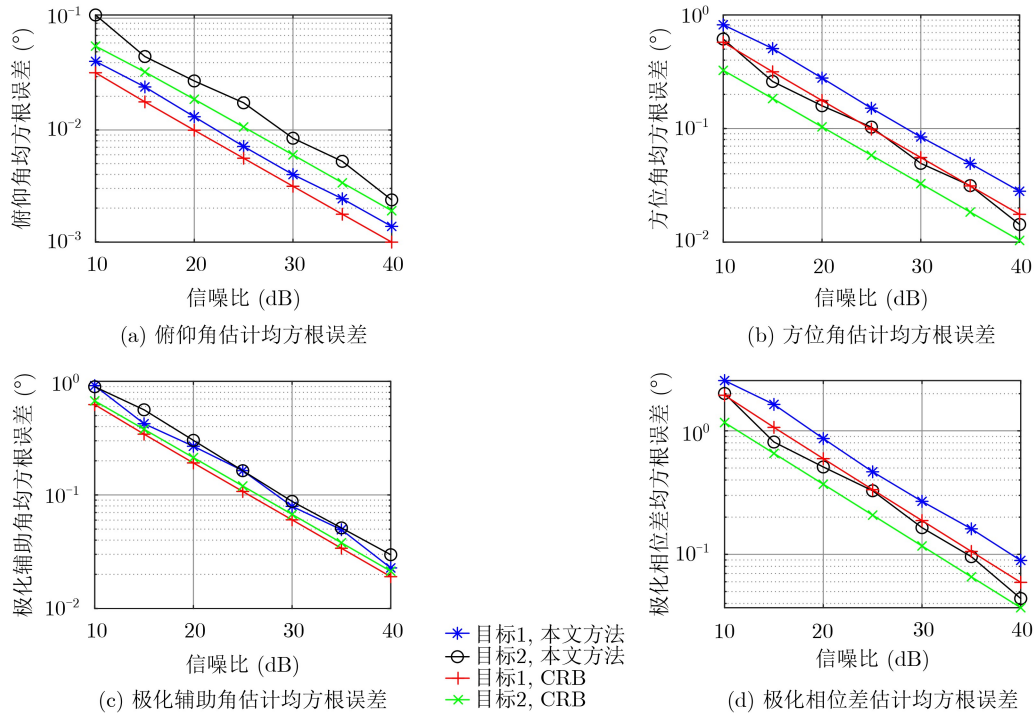 俯仰角均方根误差 (°)
10⁻¹
10⁻²
10⁻³
10 20 30 40
信噪比 (dB)
(a) 俯仰角估计均方根误差
方位角均方根误差 (°)
10⁰
10⁻¹
10⁻²
10 20 30 40
信噪比 (dB)
(b) 方位角估计均方根误差
极化辅助角均方根误差 (°)
10⁰
10⁻¹
10⁻²
10 20 30 40
信噪比 (dB)
(c) 极化辅助角估计均方根误差
目标1, 本文方法
目标2, 本文方法
目标1, CRB
目标2, CRB
极化相位差均方根误差 (°)
10⁰
10⁻¹
10 20 30 40
信噪比 (dB)
(d) 极化相位差估计均方根误差